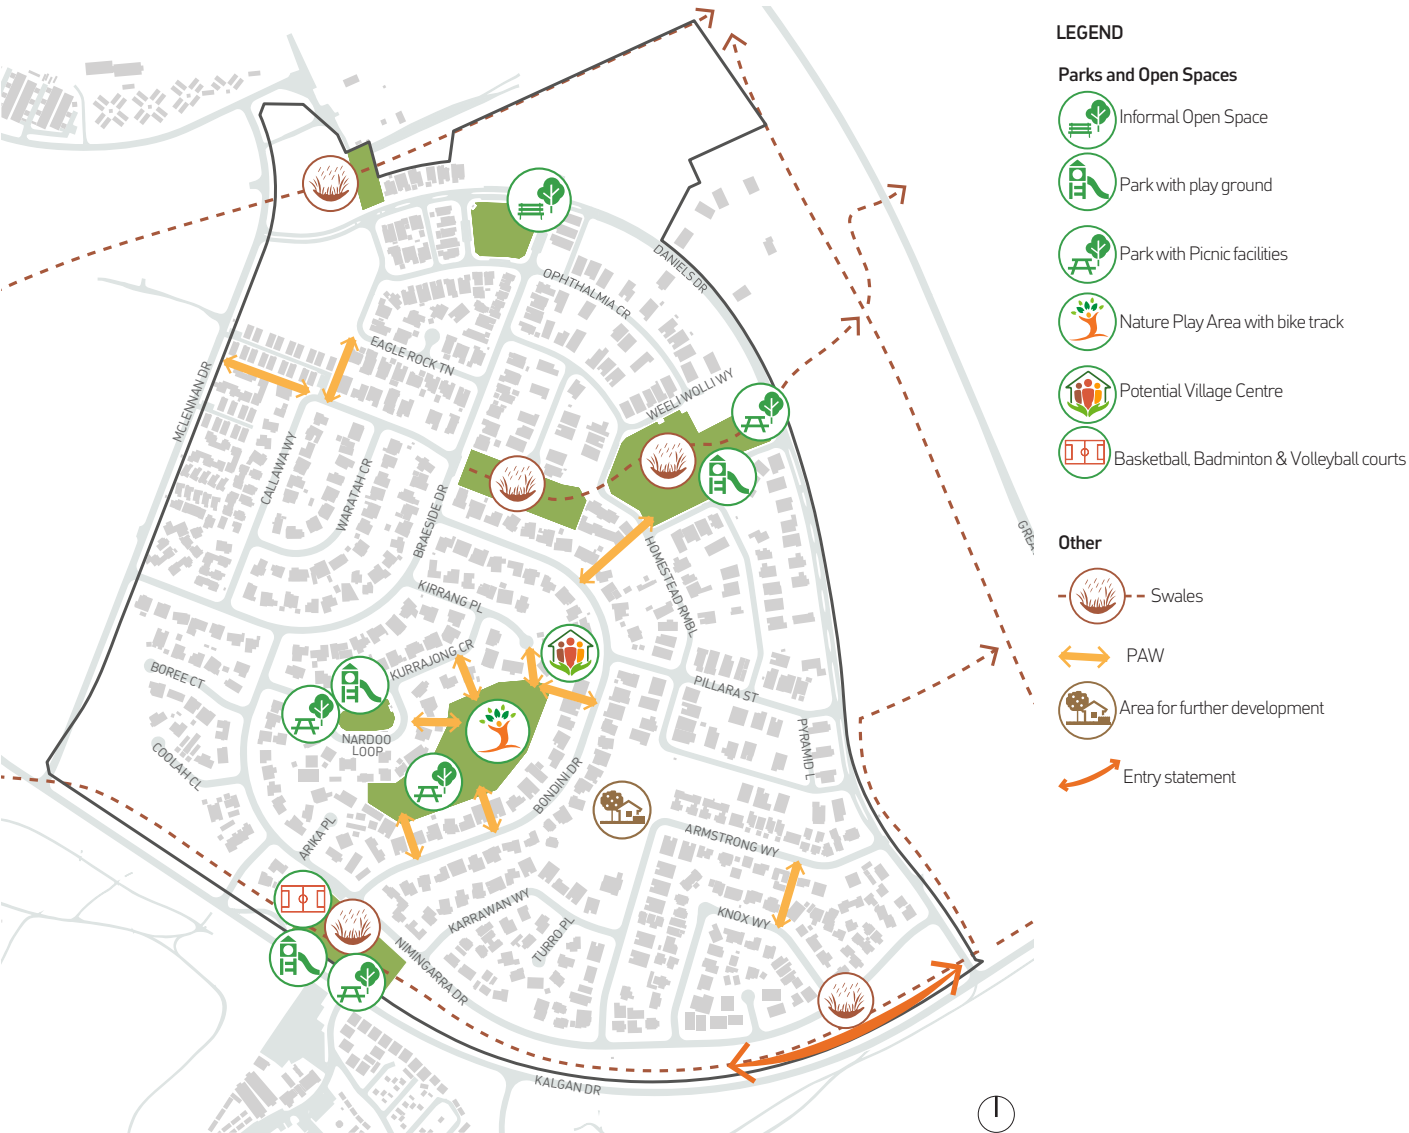 LEGEND
Parks and Open Spaces
Informal Open Space
Park with play ground
Park with Picnic facilities
Nature Play Area with bike track
Potential Village Centre
Basketball, Badminton & Volleyball courts
Other
Swales
PAW
Area for further development
Entry statement
DANIELS DR
OPHTHALMIA CR
EAGLE ROCK TN
MCLENNAN DR
WEELI WOLLI WY
CALLAWA WY
WARATAH CR
BRAESIDE DR
GREA
HOMESTEAD RMBL
KIRRANG PL
KURRAJONG CR
BOREE CT
PILLARA ST
NARDOO
LOOP
COOLAH CL
PYRAMID L
BONDINI DR
ARIKA PL
ARMSTRONG WY
KARRAWAN WY
KNOX WY
TURRO PL
NIMINGARRA DR
KALGAN DR